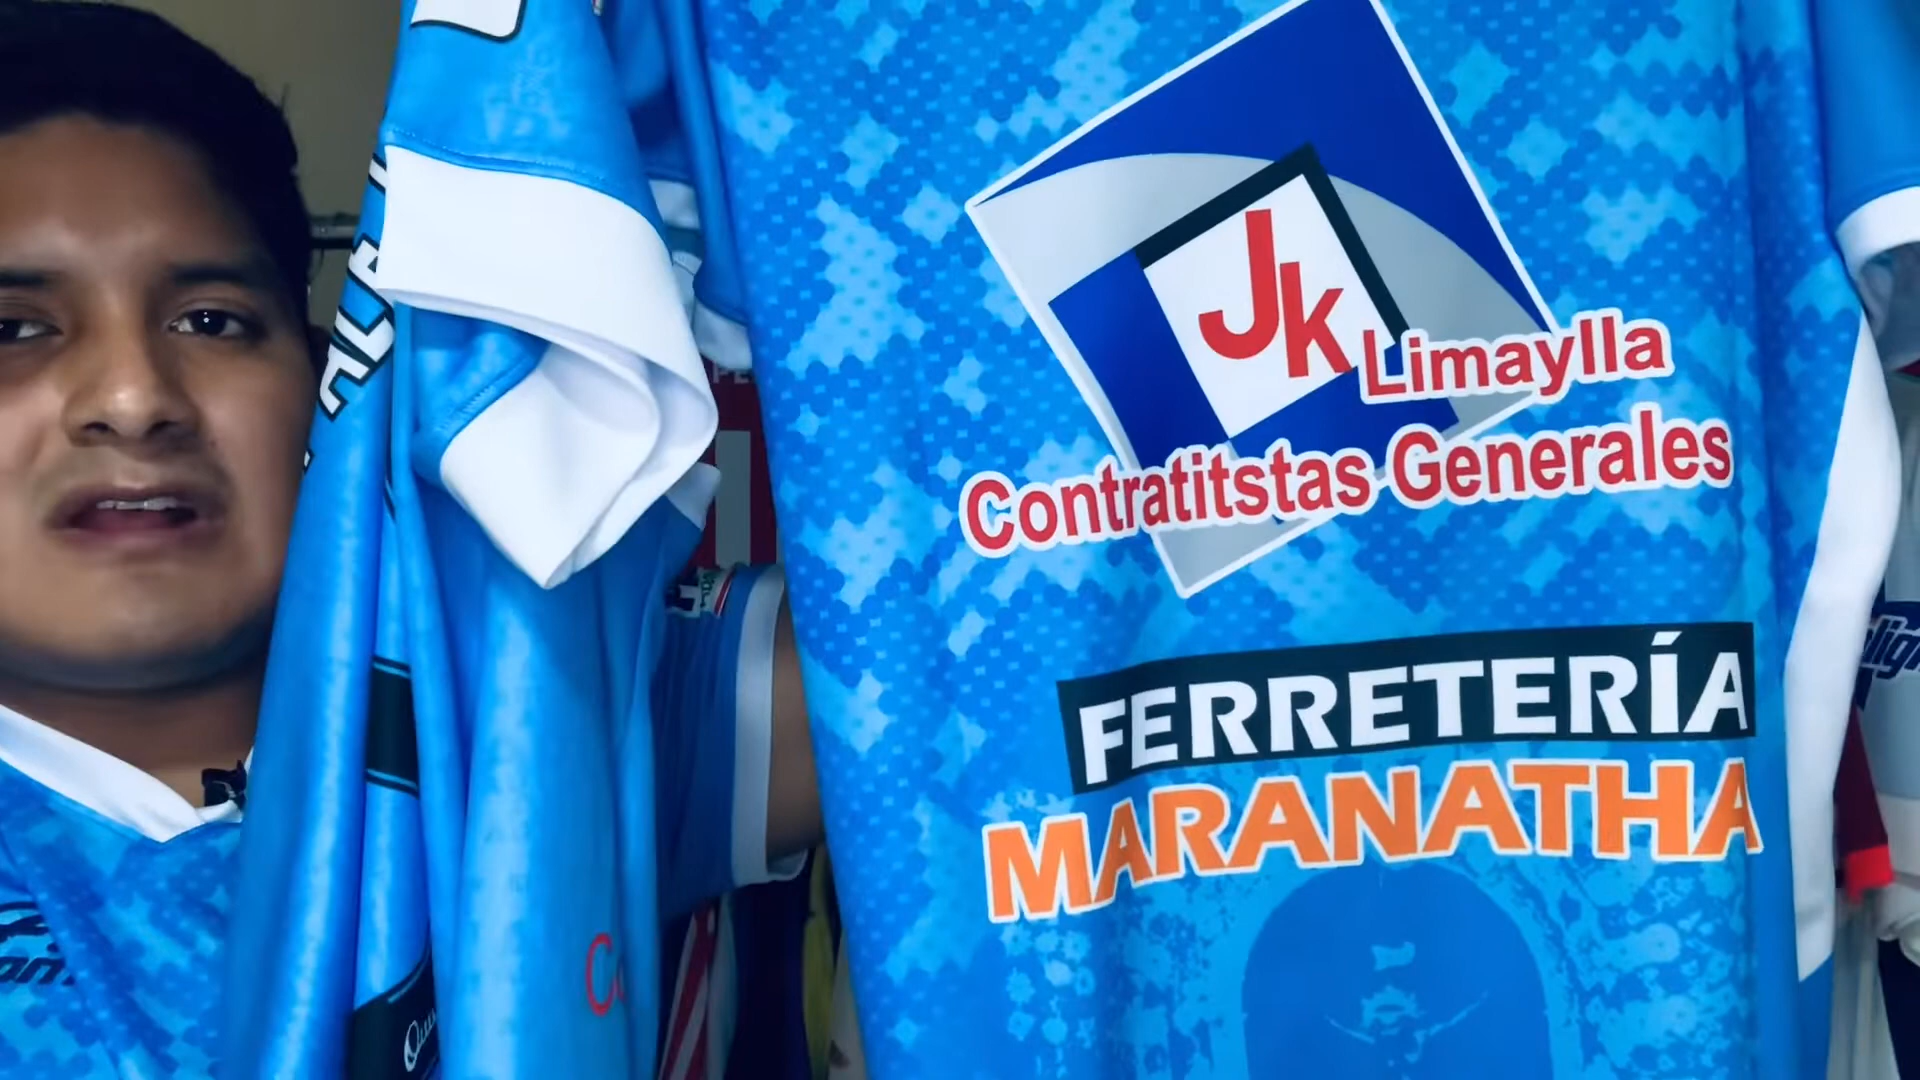 Jk
Limaylla
Contratitstas Generales
FERRETERÍA
MARANATHA